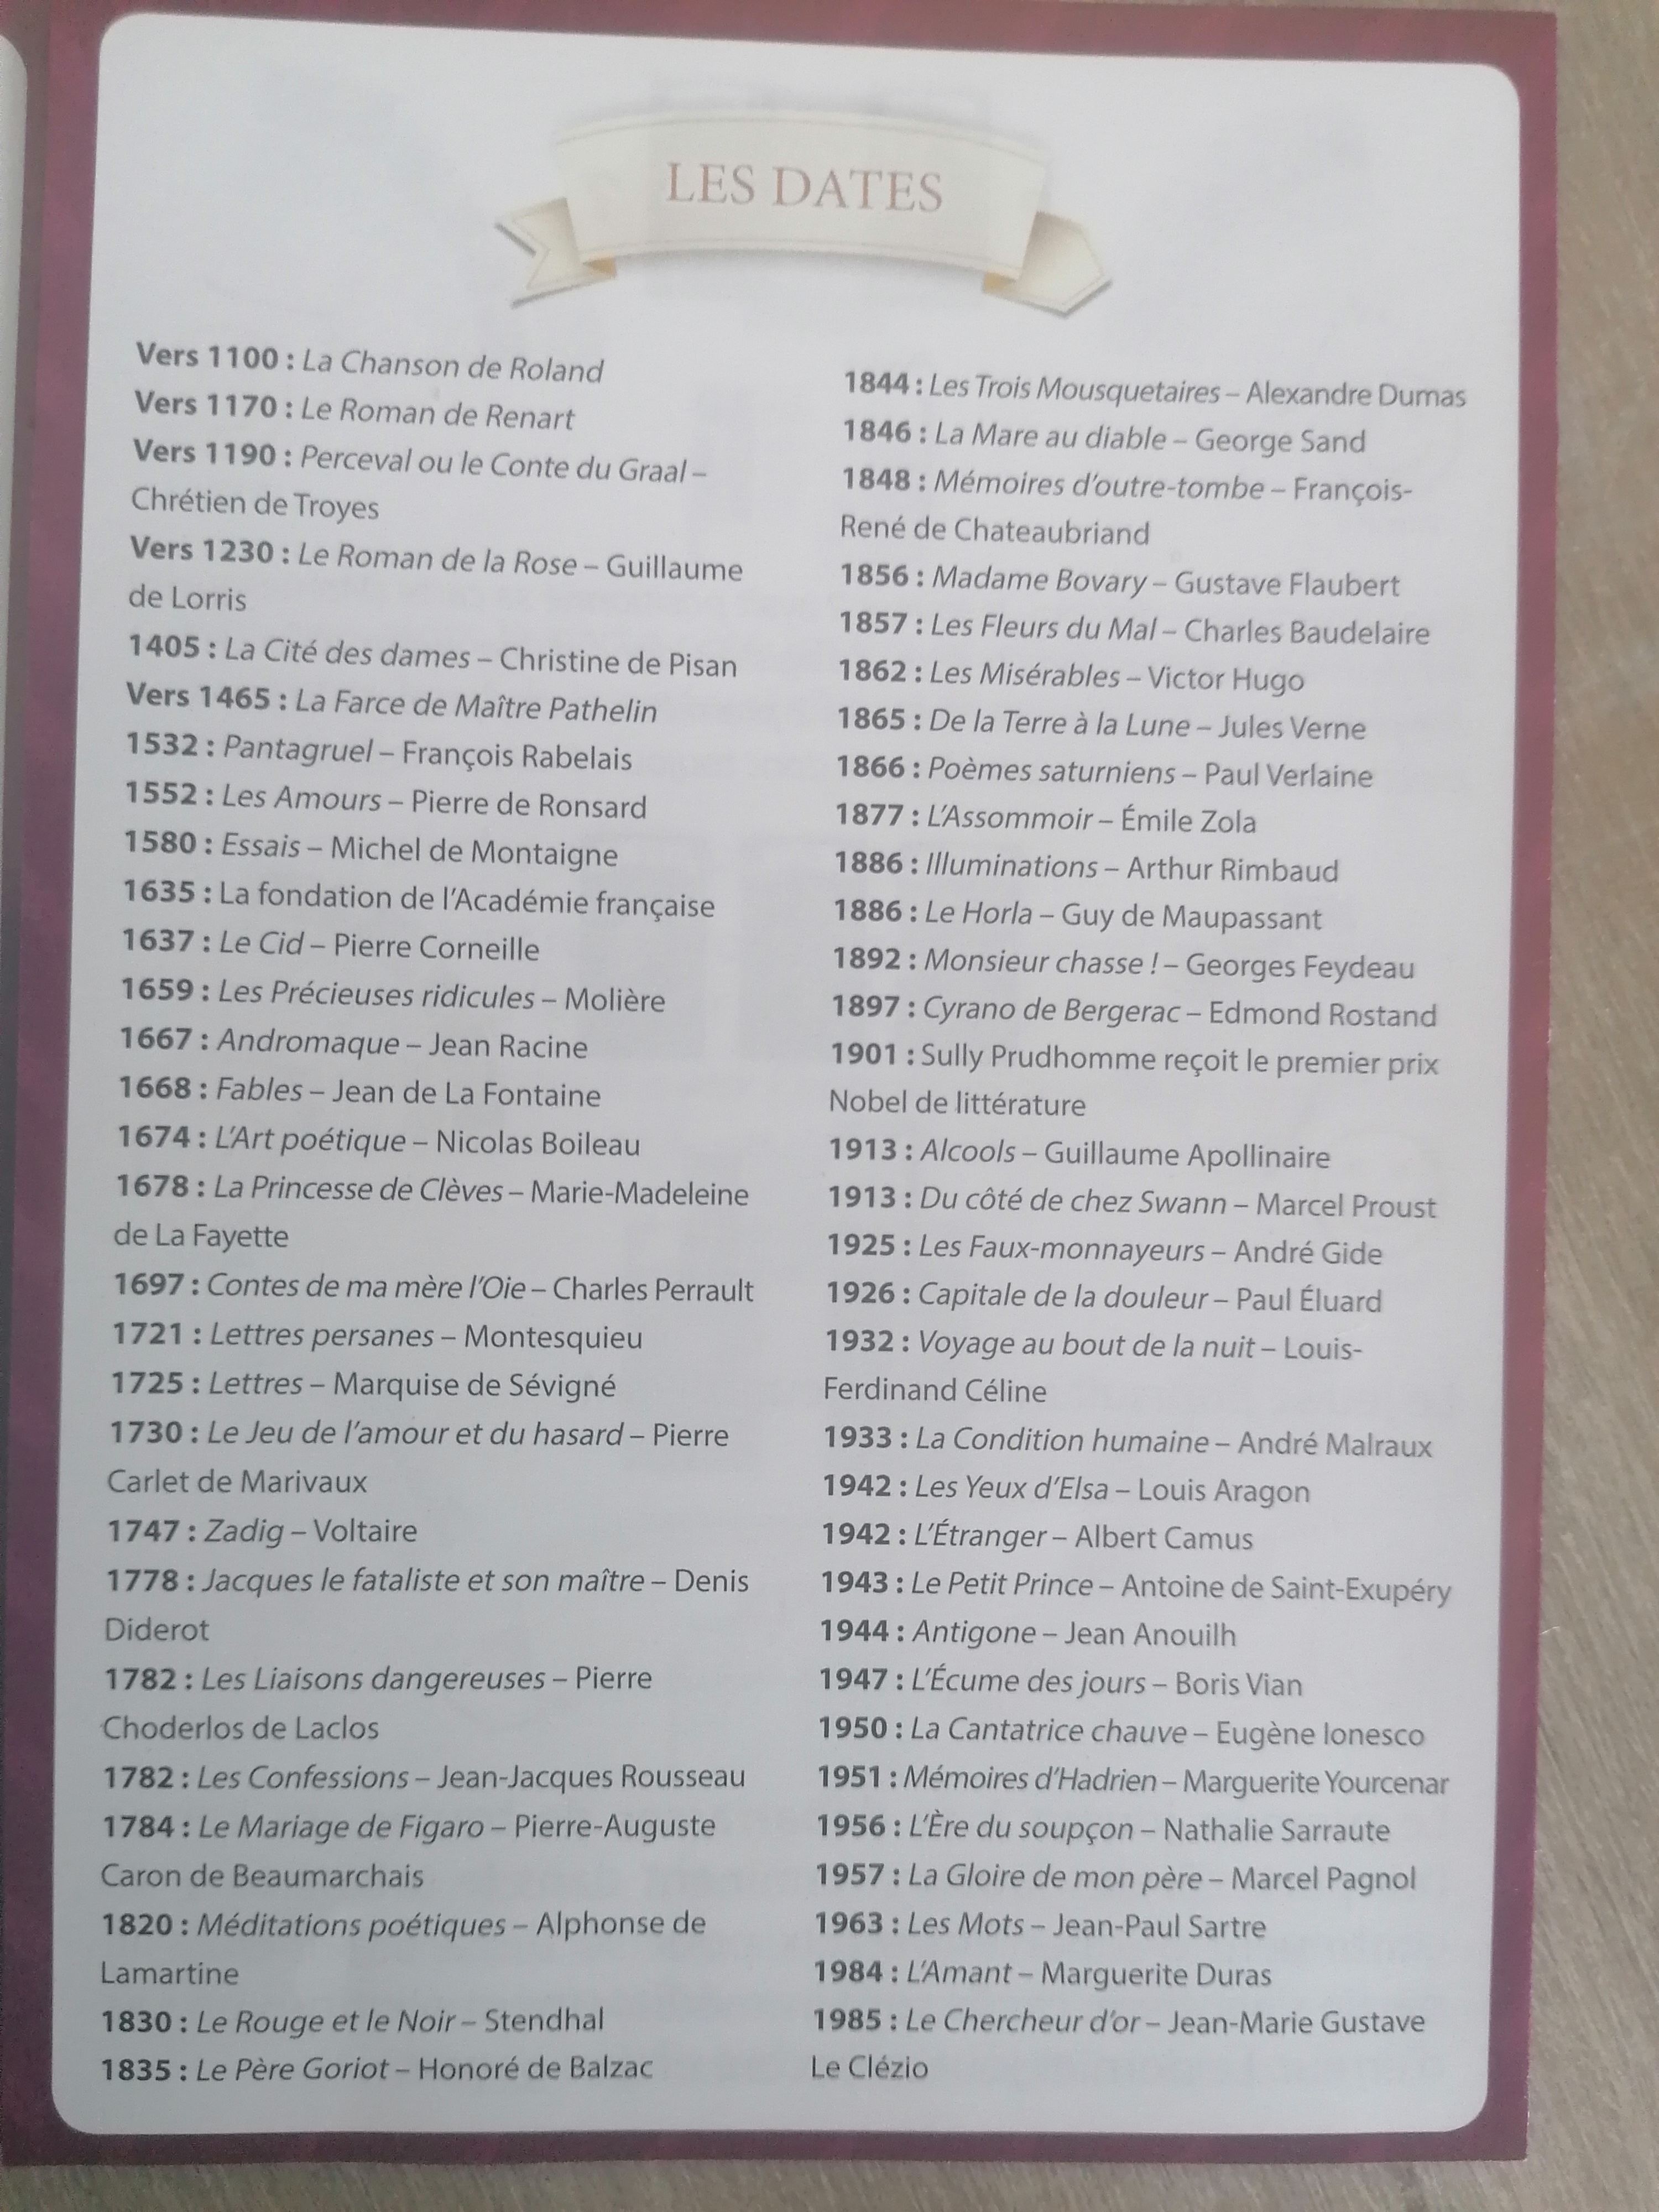 LES DATES
Vers 1100 : La Chanson de Roland
Vers 1170 : Le Roman de Renart
Vers 1190 : Perceval ou le Conte du Graal –
Chrétien de Troyes
Vers 1230 : Le Roman de la Rose – Guillaume
de Lorris
1405 : La Cité des dames – Christine de Pisan
Vers 1465 : La Farce de Maître Pathelin
1532 : Pantagruel – François Rabelais
1552 : Les Amours – Pierre de Ronsard
1580 : Essais – Michel de Montaigne
1635 : La fondation de l'Académie française
1637 : Le Cid – Pierre Corneille
1659 : Les Précieuses ridicules – Molière
1667 : Andromaque – Jean Racine
1668 : Fables – Jean de La Fontaine
1674 : L'Art poétique – Nicolas Boileau
1678 : La Princesse de Clèves – Marie-Madeleine
de La Fayette
1697 : Contes de ma mère l'Oie – Charles Perrault
1721 : Lettres persanes – Montesquieu
1725 : Lettres – Marquise de Sévigné
1730 : Le Jeu de l'amour et du hasard – Pierre
Carlet de Marivaux
1747 : Zadig – Voltaire
1778 : Jacques le fataliste et son maître – Denis
Diderot
1782 : Les Liaisons dangereuses – Pierre
Choderlos de Laclos
1782 : Les Confessions – Jean-Jacques Rousseau
1784 : Le Mariage de Figaro – Pierre-Auguste
Caron de Beaumarchais
1820 : Méditations poétiques – Alphonse de
Lamartine
1830 : Le Rouge et le Noir – Stendhal
1835 : Le Père Goriot – Honoré de Balzac
1844 : Les Trois Mousquetaires – Alexandre Dumas
1846 : La Mare au diable – George Sand
1848 : Mémoires d'outre-tombe – François-
René de Chateaubriand
1856 : Madame Bovary – Gustave Flaubert
1857 : Les Fleurs du Mal – Charles Baudelaire
1862 : Les Misérables – Victor Hugo
1865 : De la Terre à la Lune – Jules Verne
1866 : Poèmes saturniens – Paul Verlaine
1877 : L'Assommoir – Émile Zola
1886 : Illuminations – Arthur Rimbaud
1886 : Le Horla – Guy de Maupassant
1892 : Monsieur chasse ! – Georges Feydeau
1897 : Cyrano de Bergerac – Edmond Rostand
1901 : Sully Prudhomme reçoit le premier prix
Nobel de littérature
1913 : Alcools – Guillaume Apollinaire
1913 : Du côté de chez Swann – Marcel Proust
1925 : Les Faux-monnayeurs – André Gide
1926 : Capitale de la douleur – Paul Éluard
1932 : Voyage au bout de la nuit – Louis-
Ferdinand Céline
1933 : La Condition humaine – André Malraux
1942 : Les Yeux d'Elsa – Louis Aragon
1942 : L'Étranger – Albert Camus
1943 : Le Petit Prince – Antoine de Saint-Exupéry
1944 : Antigone – Jean Anouilh
1947 : L'Écume des jours – Boris Vian
1950 : La Cantatrice chauve – Eugène Ionesco
1951 : Mémoires d'Hadrien – Marguerite Yourcenar
1956 : L'Ère du soupçon – Nathalie Sarraute
1957 : La Gloire de mon père – Marcel Pagnol
1963 : Les Mots – Jean-Paul Sartre
1984 : L'Amant – Marguerite Duras
1985 : Le Chercheur d'or – Jean-Marie Gustave
Le Clézio